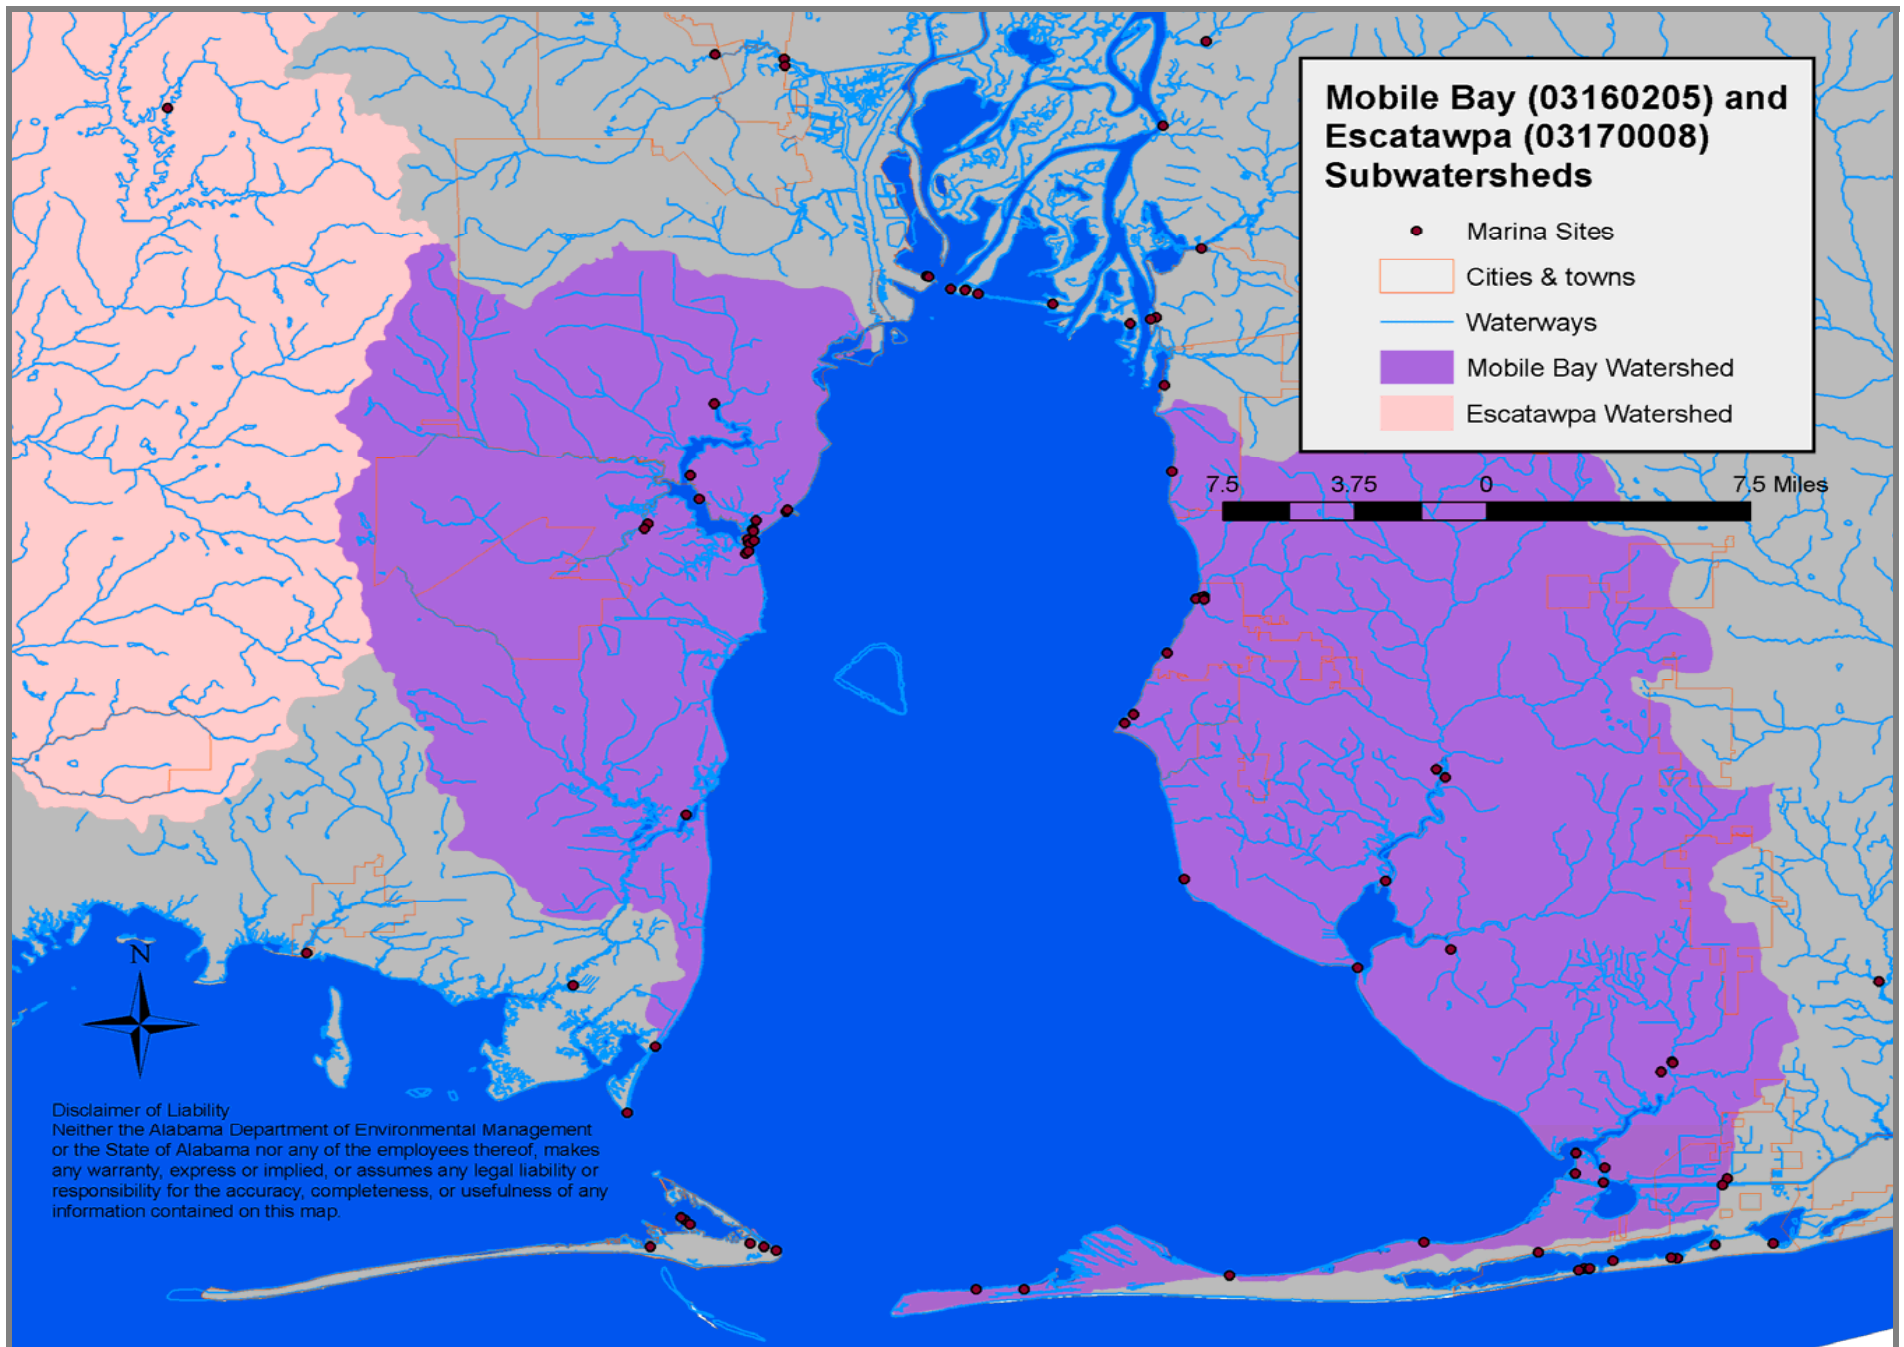 Mobile Bay (03160205) and
Escatawpa (03170008)
Subwatersheds
Marina Sites
Cities & towns
Waterways
Mobile Bay Watershed
Escatawpa Watershed
7.5 3.75 0 7.5 Miles
N
Disclaimer of Liability
Neither the Alabama Department of Environmental Management
or the State of Alabama nor any of the employees thereof, makes
any warranty, express or implied, or assumes any legal liability or
responsibility for the accuracy, completeness, or usefulness of any
information contained on this map.